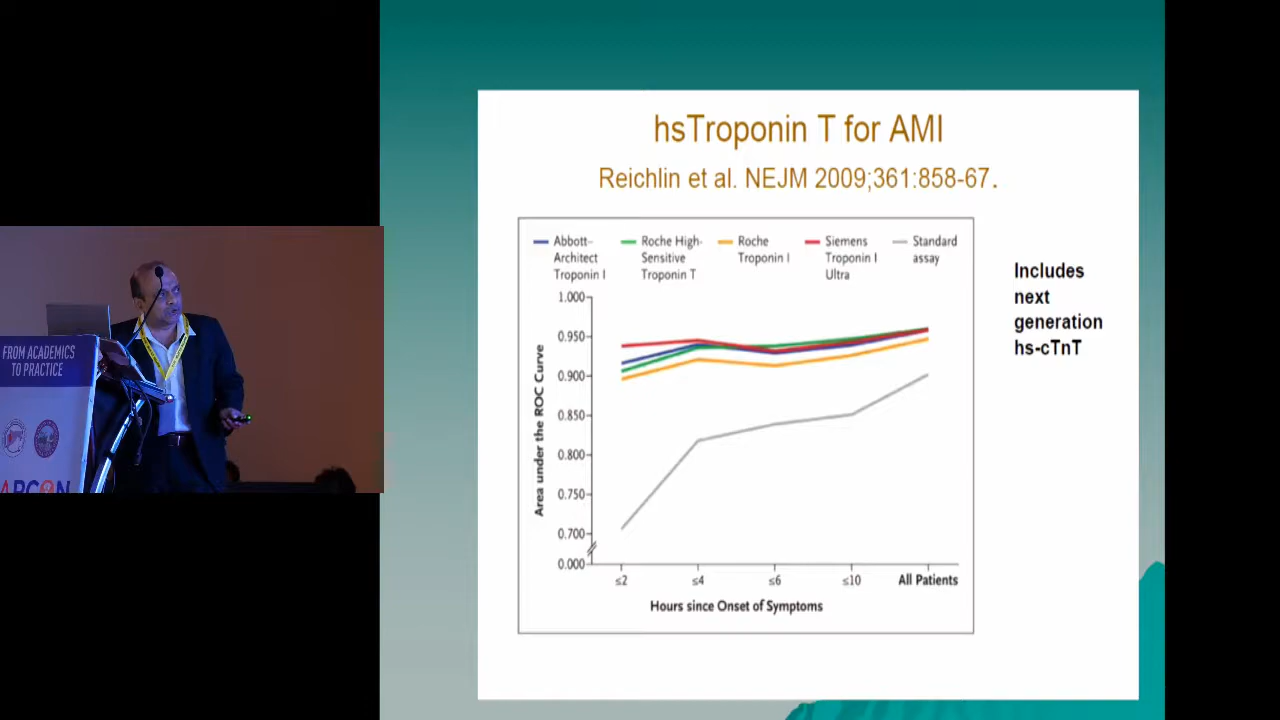 hsTroponin T for AMI
Reichlin et al. NEJM 2009;361:858-67.
Abbott–
Architect
Troponin I
Roche High-
Sensitive
Troponin T
Roche
Troponin I
Siemens
Troponin I
Ultra
Standard
assay
Includes
next
generation
hs-cTnT
Area under the ROC Curve
1.000
0.950
0.900
0.850
0.800
0.750
0.700
0.000
≤2
≤4
≤6
≤10
All Patients
Hours since Onset of Symptoms
FROM ACADEMICS
TO PRACTICE